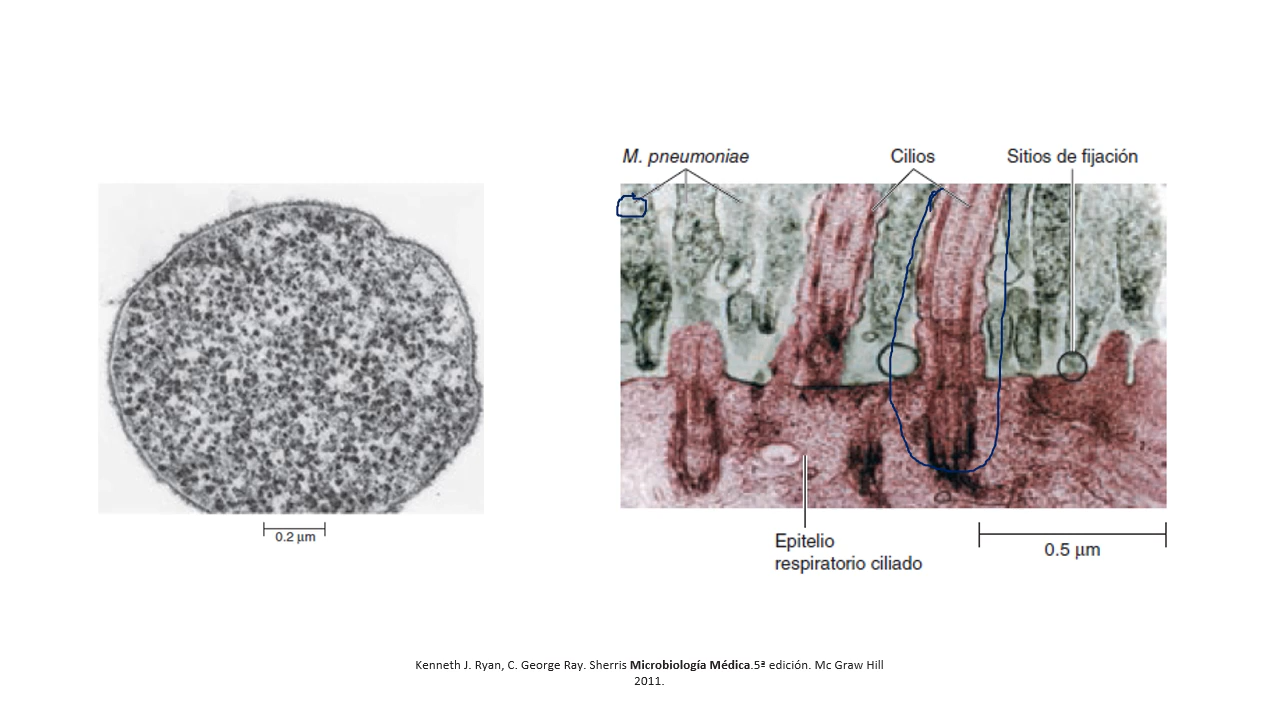 M. pneumoniae
Cilios
Sitios de fijación
0.2 µm
Epitelio
respiratorio ciliado
0.5 µm
Kenneth J. Ryan, C. George Ray. Sherris Microbiología Médica.5ª edición. Mc Graw Hill
2011.